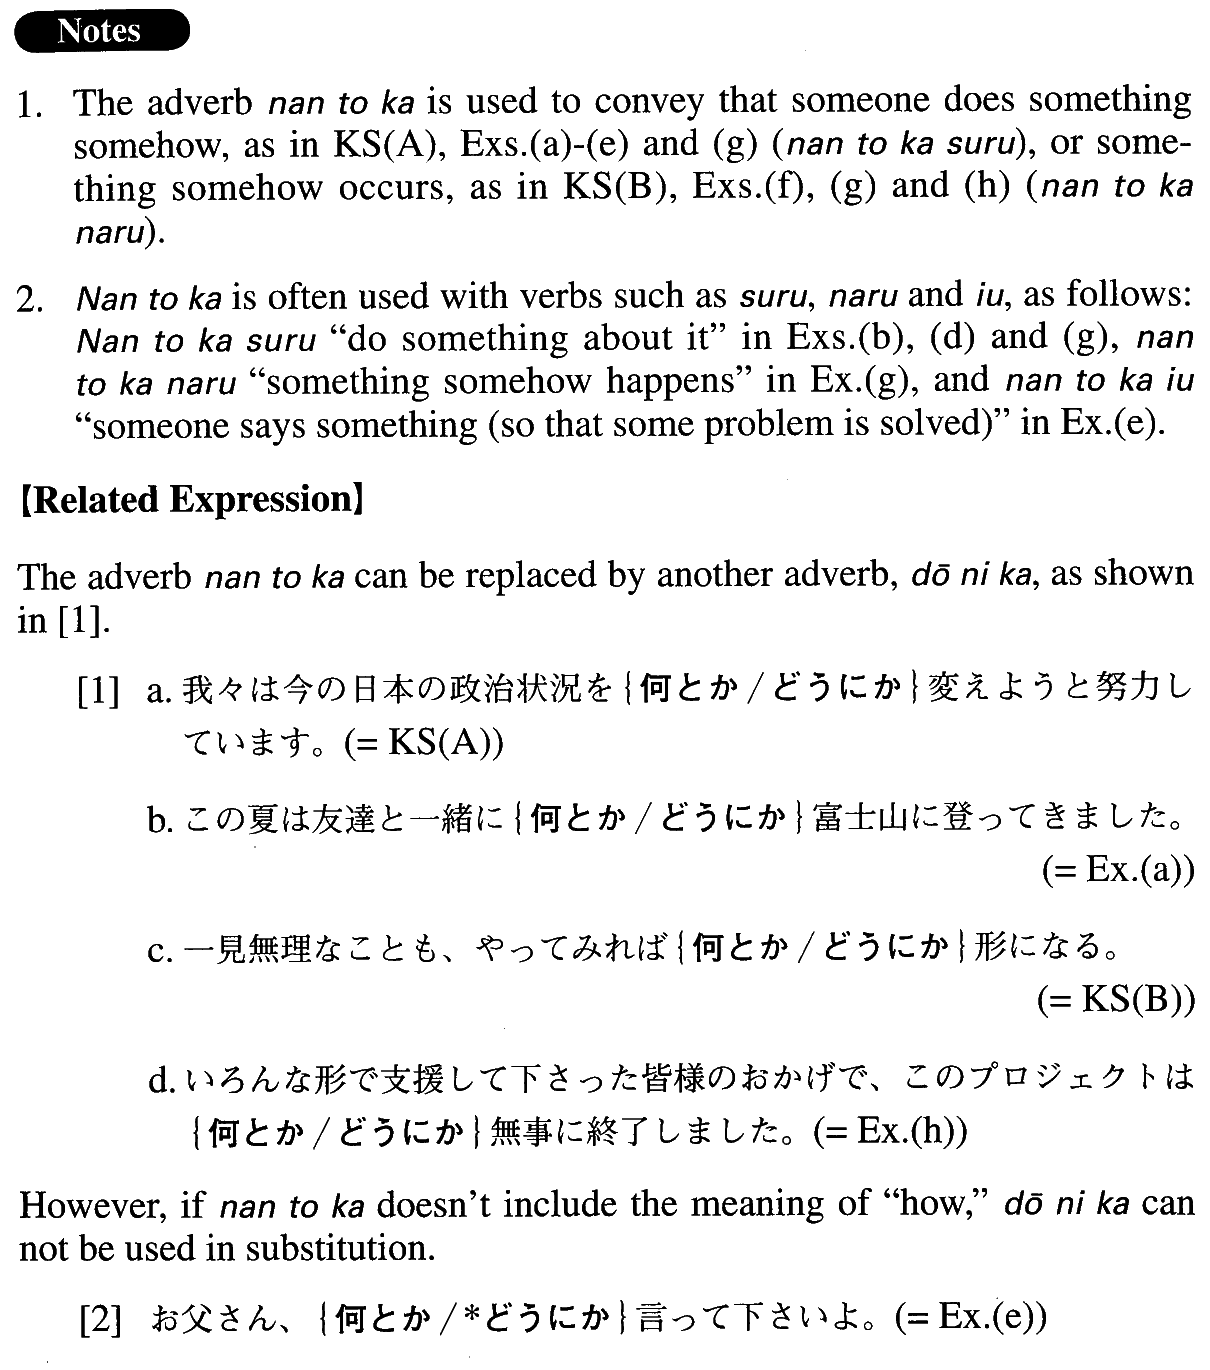 Notes
1. The adverb nan to ka is used to convey that someone does something
somehow, as in KS(A), Exs.(a)-(e) and (g) (nan to ka suru), or some-
thing somehow occurs, as in KS(B), Exs.(f), (g) and (h) (nan to ka
naru).
2. Nan to ka is often used with verbs such as suru, naru and iu, as follows:
Nan to ka suru “do something about it” in Exs.(b), (d) and (g), nan
to ka naru “something somehow happens” in Ex.(g), and nan to ka iu
“someone says something (so that some problem is solved)” in Ex.(e).
【Related Expression】
The adverb nan to ka can be replaced by another adverb, dō ni ka, as shown
in [1].
[1] a. 我々は今の日本の政治状況を{何とか/どうにか}変えようと努力し
ています。(= KS(A))
b. この夏は友達と一緒に{何とか/どうにか}富士山に登ってきました。
(= Ex.(a))
c. 一見無理なことも、やってみれば{何とか/どうにか}形になる。
(= KS(B))
d. いろんな形で支援して下さった皆様のおかげで、このプロジェクトは
{何とか/どうにか}無事に終了しました。(= Ex.(h))
However, if nan to ka doesn’t include the meaning of “how,” dō ni ka can
not be used in substitution.
[2] お父さん、{何とか/*どうにか}言って下さいよ。(= Ex.(e))